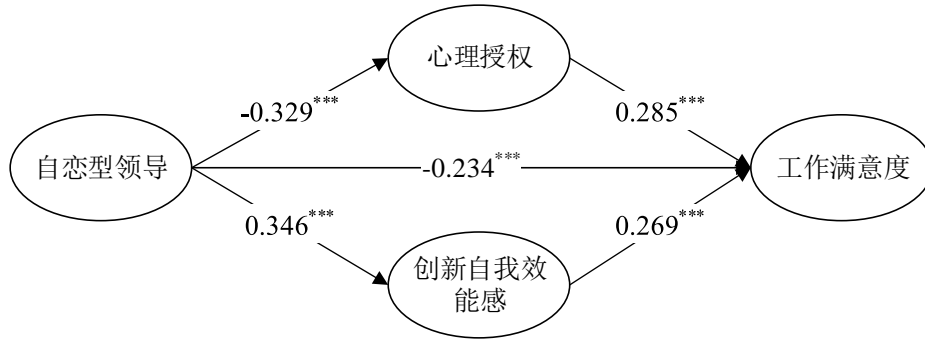 心理授权
-0.329***
0.285***
自恋型领导
-0.234***
工作满意度
0.346***
0.269***
创新自我效
能感